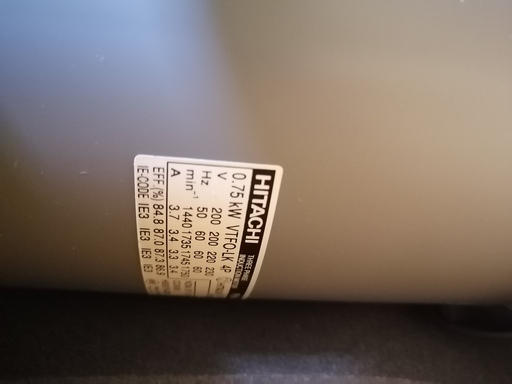 HITACHI THREE PHASE
0.75 kW VTFO-LK 4P
V 200 200 220 230
Hz 50 60 60 60
min⁻¹ 1440 1735 1745 1750
A 3.7 3.4 3.3 3.4
EFF (%) 84.8 87.0 87.3 86.5
IE-CODE IE3 IE3 IE3 IE3